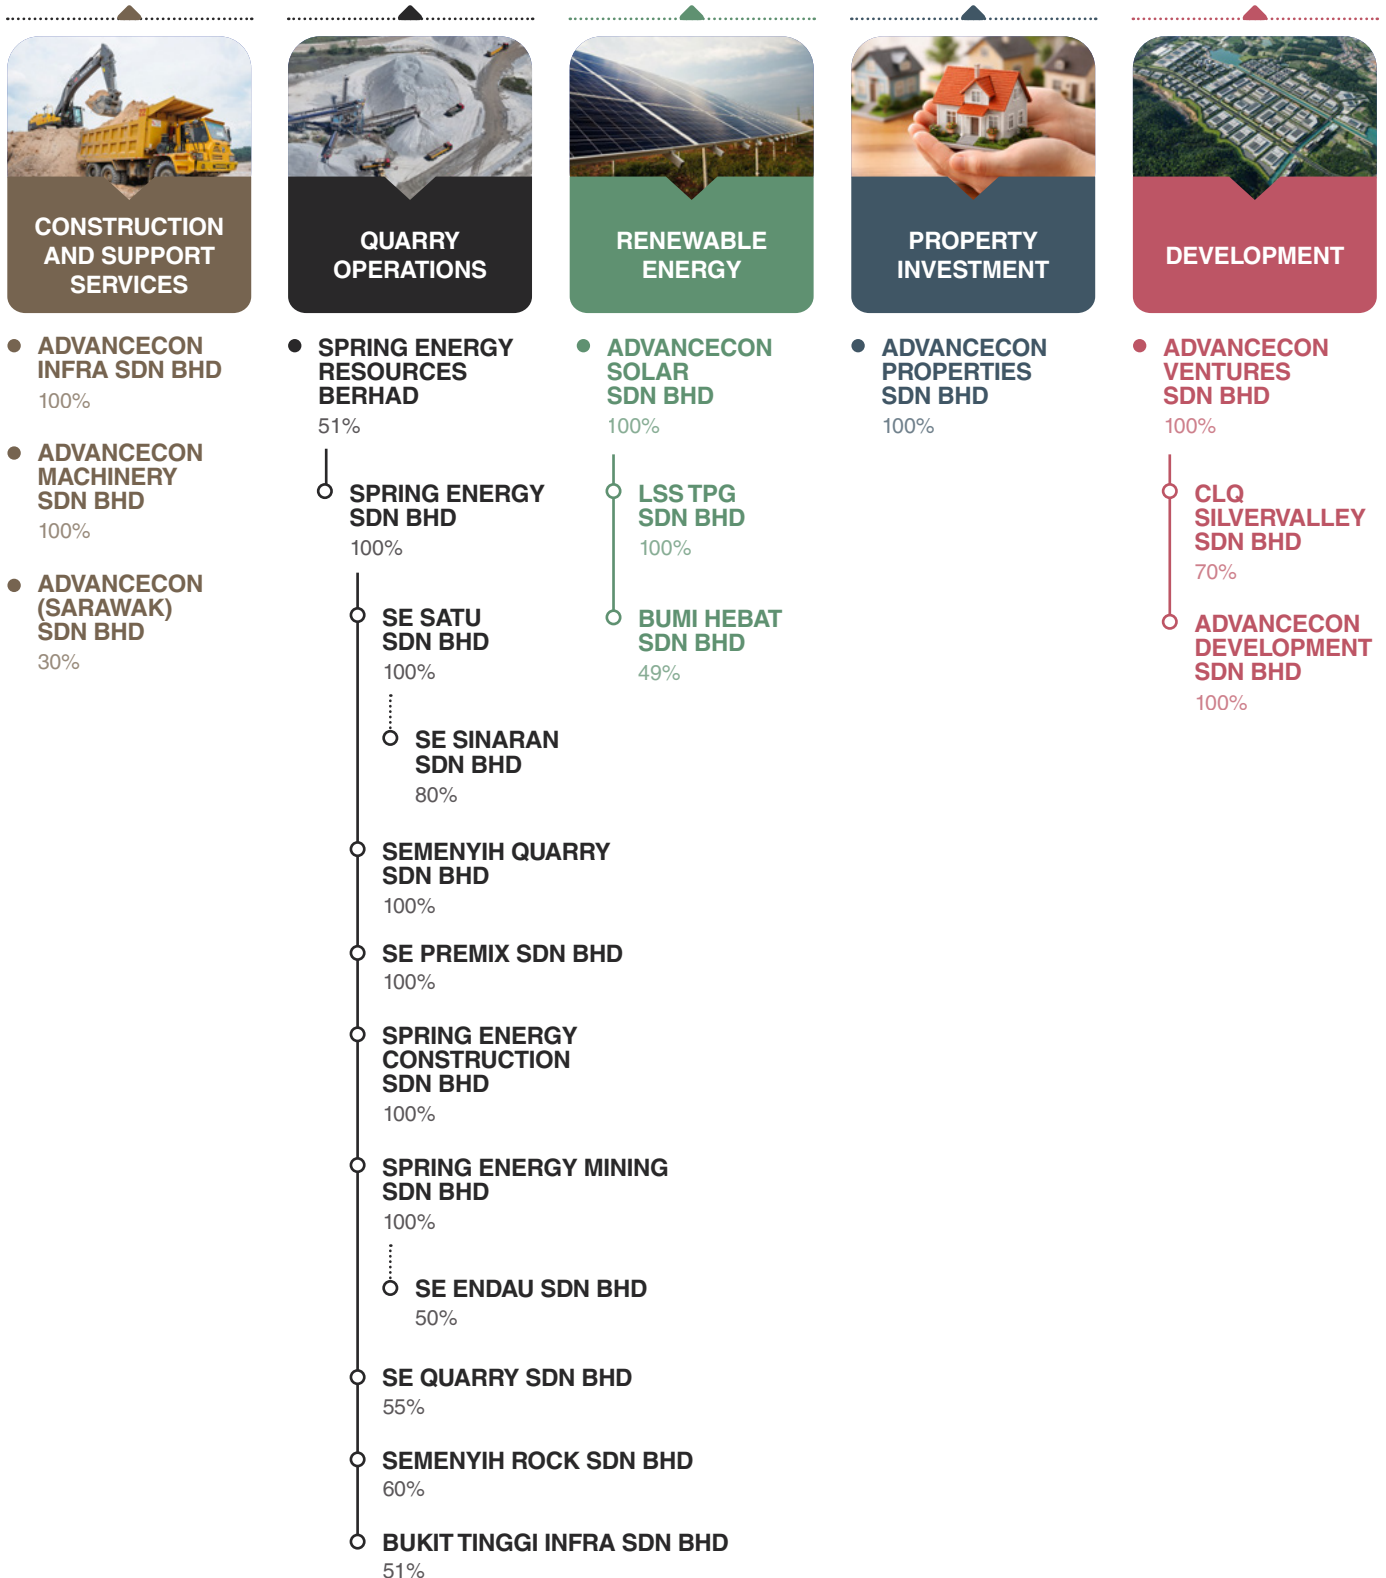 CONSTRUCTION
AND SUPPORT
SERVICES
ADVANCECON
INFRA SDN BHD
100%
ADVANCECON
MACHINERY
SDN BHD
100%
ADVANCECON
(SARAWAK)
SDN BHD
30%
QUARRY
OPERATIONS
SPRING ENERGY
RESOURCES
BERHAD
51%
SPRING ENERGY
SDN BHD
100%
SE SATU
SDN BHD
100%
SE SINARAN
SDN BHD
80%
SEMENYIH QUARRY
SDN BHD
100%
SE PREMIX SDN BHD
100%
SPRING ENERGY
CONSTRUCTION
SDN BHD
100%
SPRING ENERGY MINING
SDN BHD
100%
SE ENDAU SDN BHD
50%
SE QUARRY SDN BHD
55%
SEMENYIH ROCK SDN BHD
60%
BUKIT TINGGI INFRA SDN BHD
51%
RENEWABLE
ENERGY
ADVANCECON
SOLAR
SDN BHD
100%
LSS TPG
SDN BHD
100%
BUMI HEBAT
SDN BHD
49%
PROPERTY
INVESTMENT
ADVANCECON
PROPERTIES
SDN BHD
100%
DEVELOPMENT
ADVANCECON
VENTURES
SDN BHD
100%
CLQ
SILVERVALLEY
SDN BHD
70%
ADVANCECON
DEVELOPMENT
SDN BHD
100%